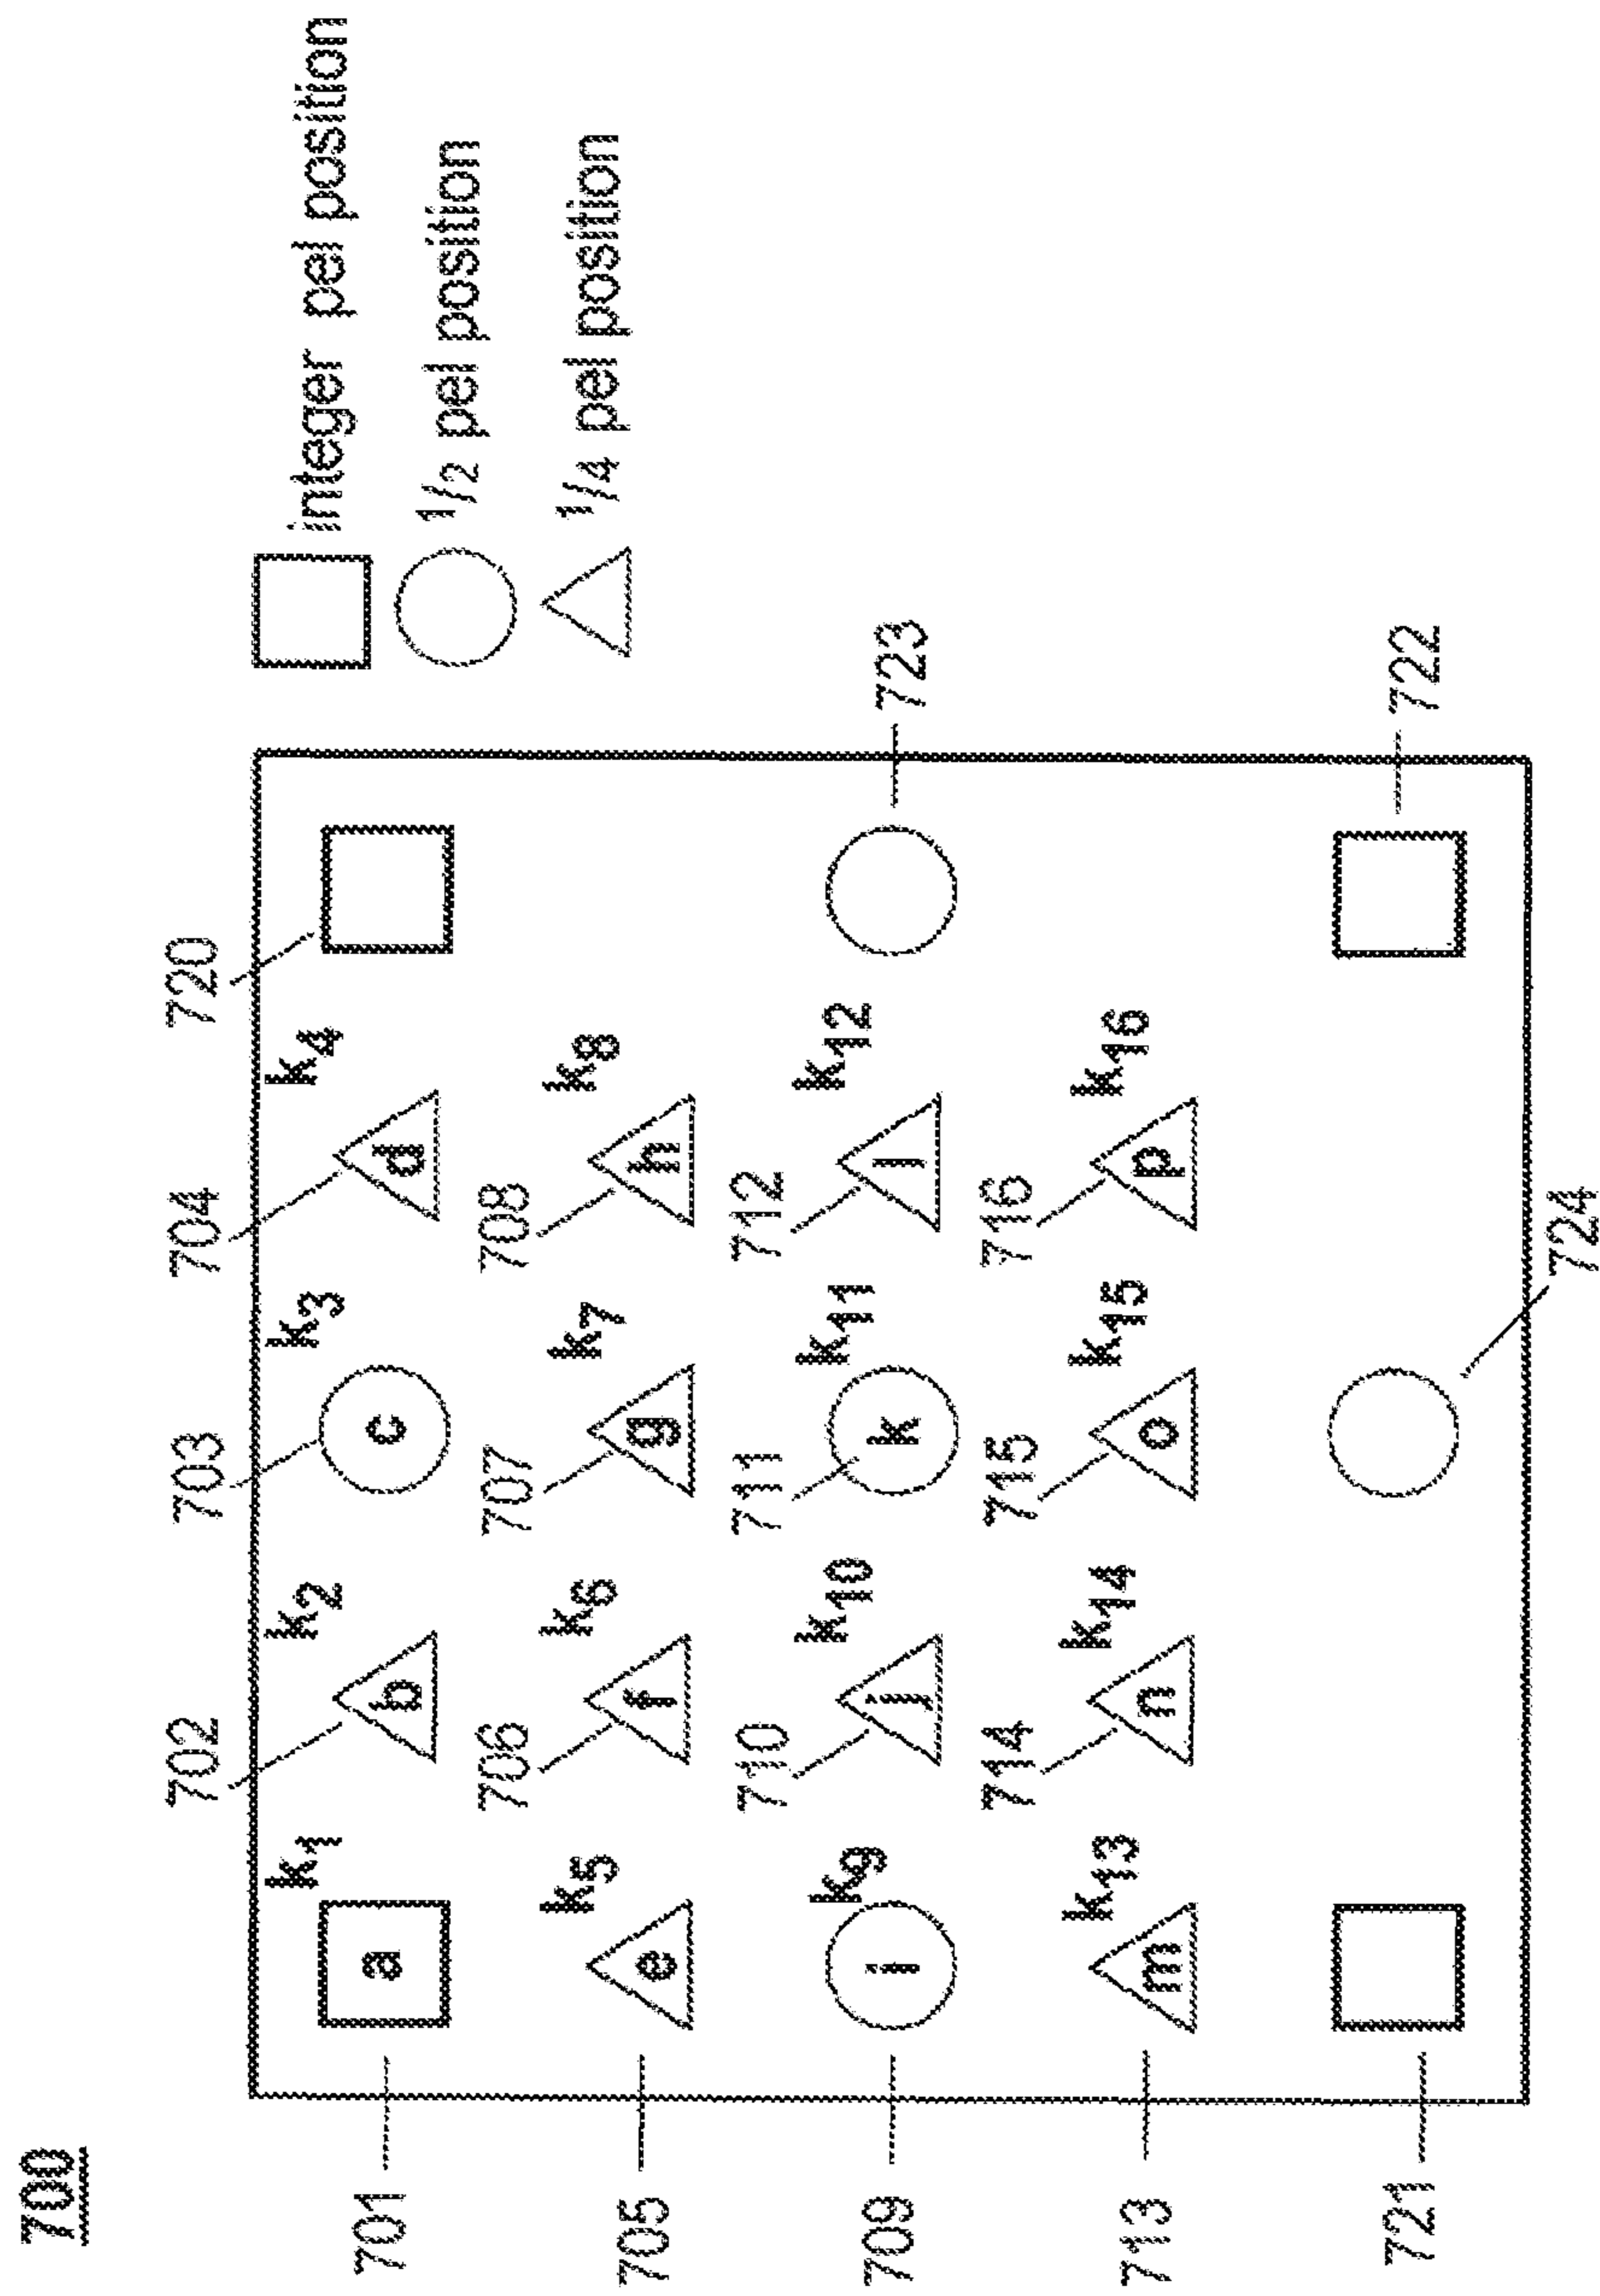 700
integer pel position
1/2 pel position
1/4 pel position
702 703 704 720
k1 k2 k3 k4
701 a b c d
706 707 708
k5 k6 k7 k8
705 e f g h
710 711 712
k9 k10 k11 k12
709 i j k l 723
714 715 716
k13 k14 k15 k16
713 m n o p
721 722
724